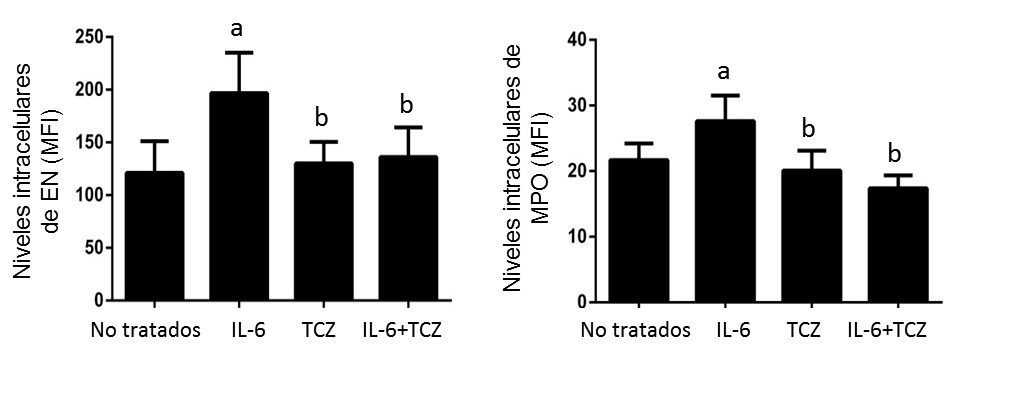 Niveles intracelulares
de EN (MFI)
250
200
150
100
50
0
a
b
b
No tratados IL-6 TCZ IL-6+TCZ
Niveles intracelulares de
MPO (MFI)
40
30
20
10
0
a
b
b
No tratados IL-6 TCZ IL-6+TCZ